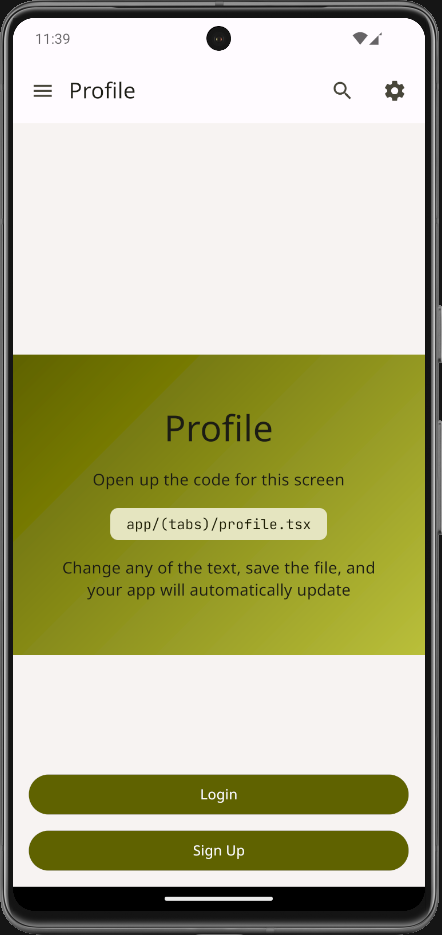 11:39
Profile
Profile
Open up the code for this screen
app/(tabs)/profile.tsx
Change any of the text, save the file, and
your app will automatically update
Login
Sign Up